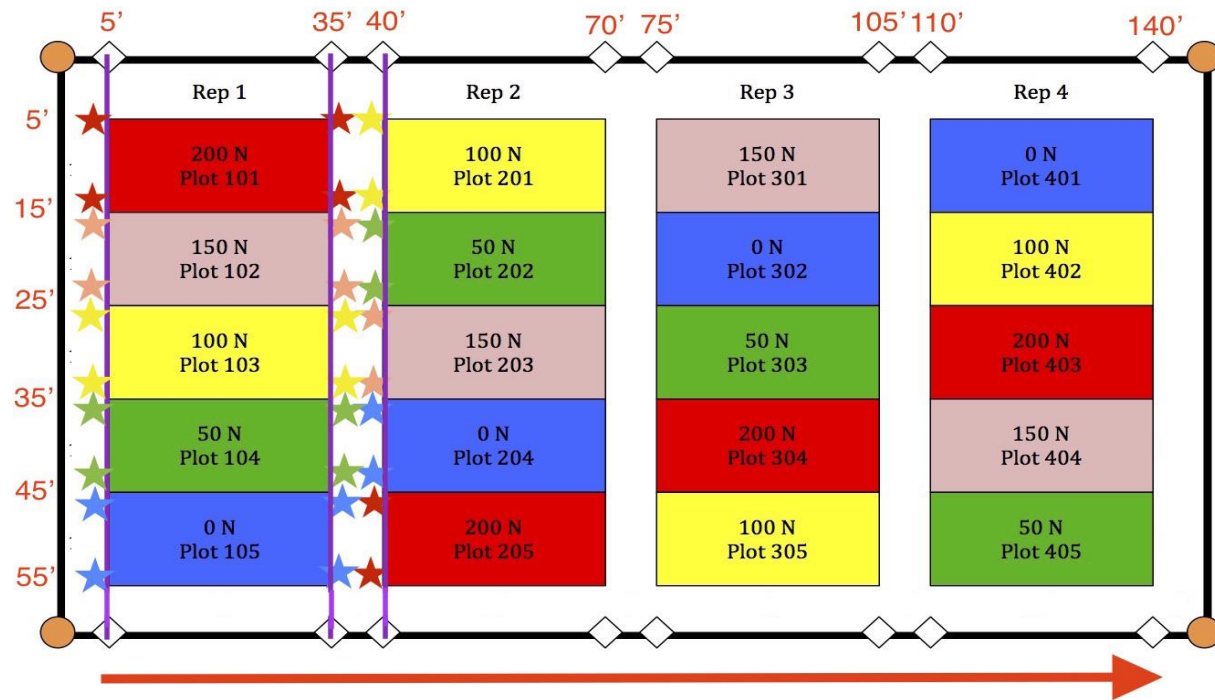 5’ 35’ 40’ 70’ 75’ 105’ 110’ 140’
Rep 1 Rep 2 Rep 3 Rep 4
5’
200 N 100 N 150 N 0 N
Plot 101 Plot 201 Plot 301 Plot 401
15’
150 N 50 N 0 N 100 N
Plot 102 Plot 202 Plot 302 Plot 402
25’
100 N 150 N 50 N 200 N
Plot 103 Plot 203 Plot 303 Plot 403
35’
50 N 0 N 200 N 150 N
Plot 104 Plot 204 Plot 304 Plot 404
45’
0 N 200 N 100 N 50 N
Plot 105 Plot 205 Plot 305 Plot 405
55’